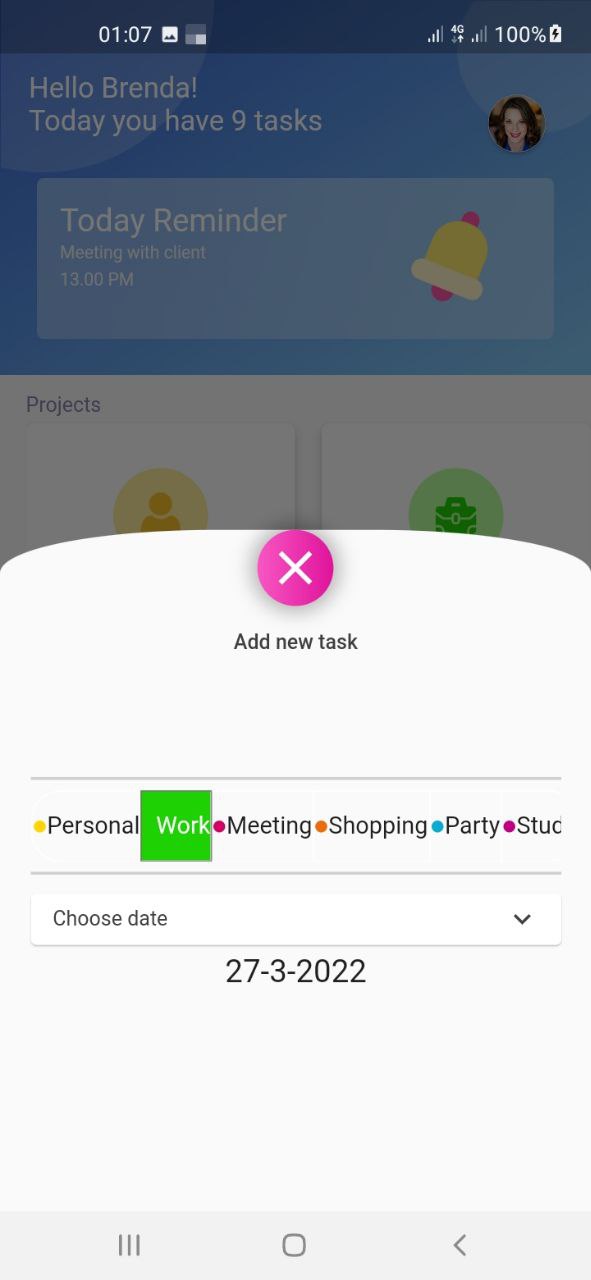 01:07 4G 100%
Hello Brenda!
Today you have 9 tasks
Today Reminder
Meeting with client
13.00 PM
Projects
Add new task
Personal Work Meeting Shopping Party Stud
Choose date
27-3-2022